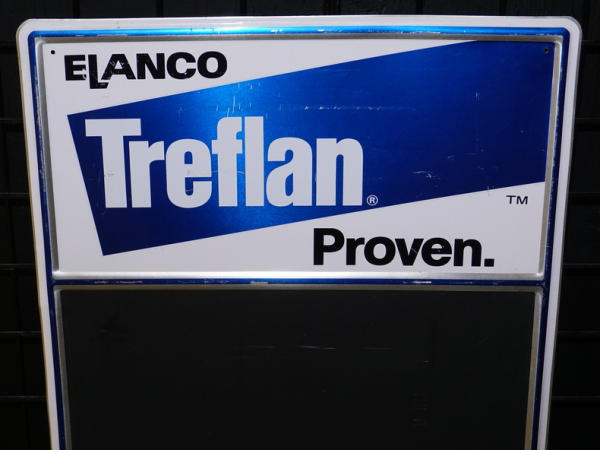 ELANCO
Treflan®
™
Proven.